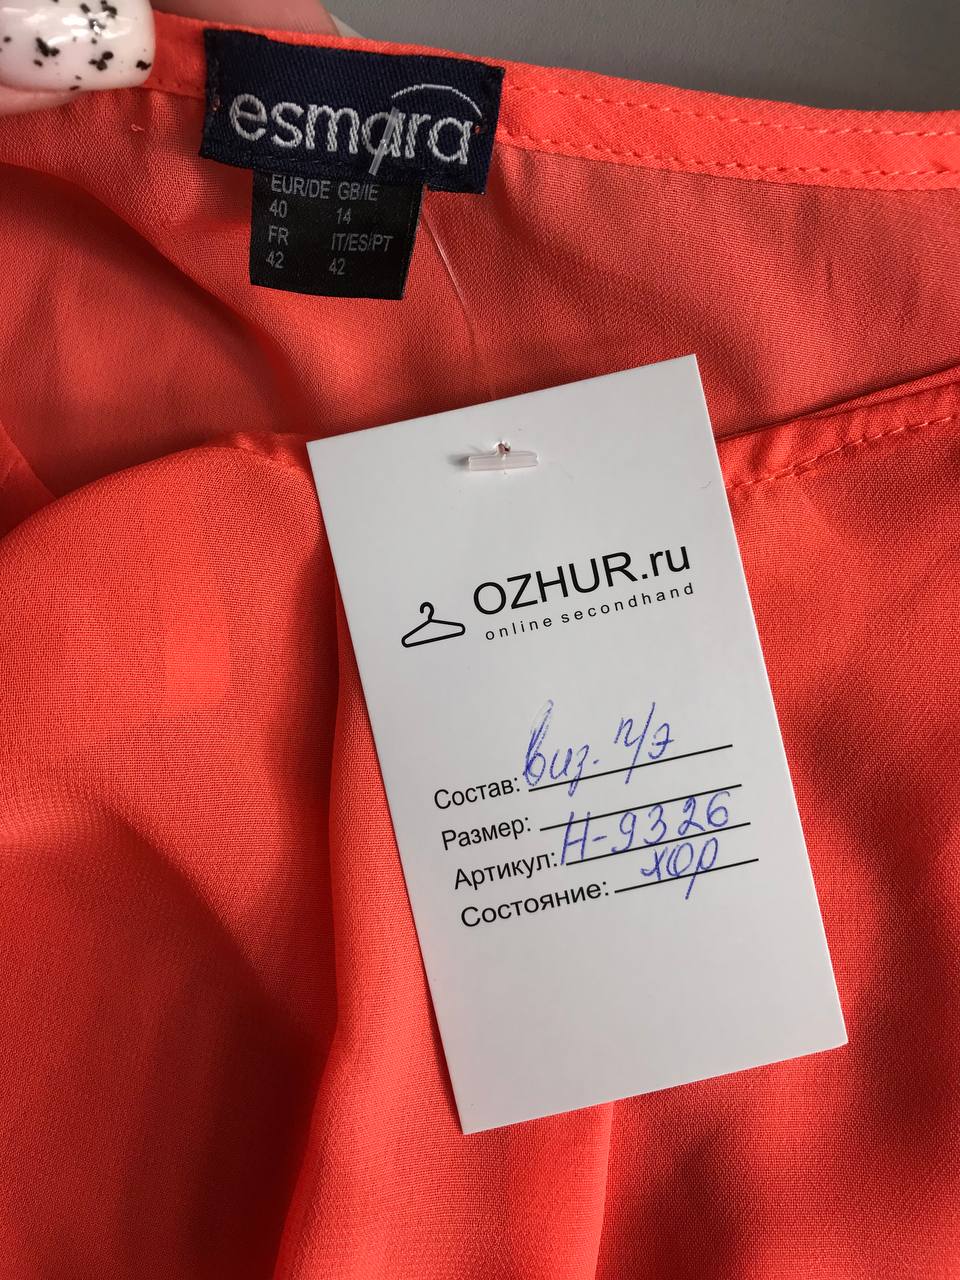 esmara
EUR/DE GB/IE
40 14
FR IT/ES/PT
42 42
OZHUR.ru
online secondhand
Состав: виз. п/э
Размер:
Артикул: Н-9326
Состояние: хор